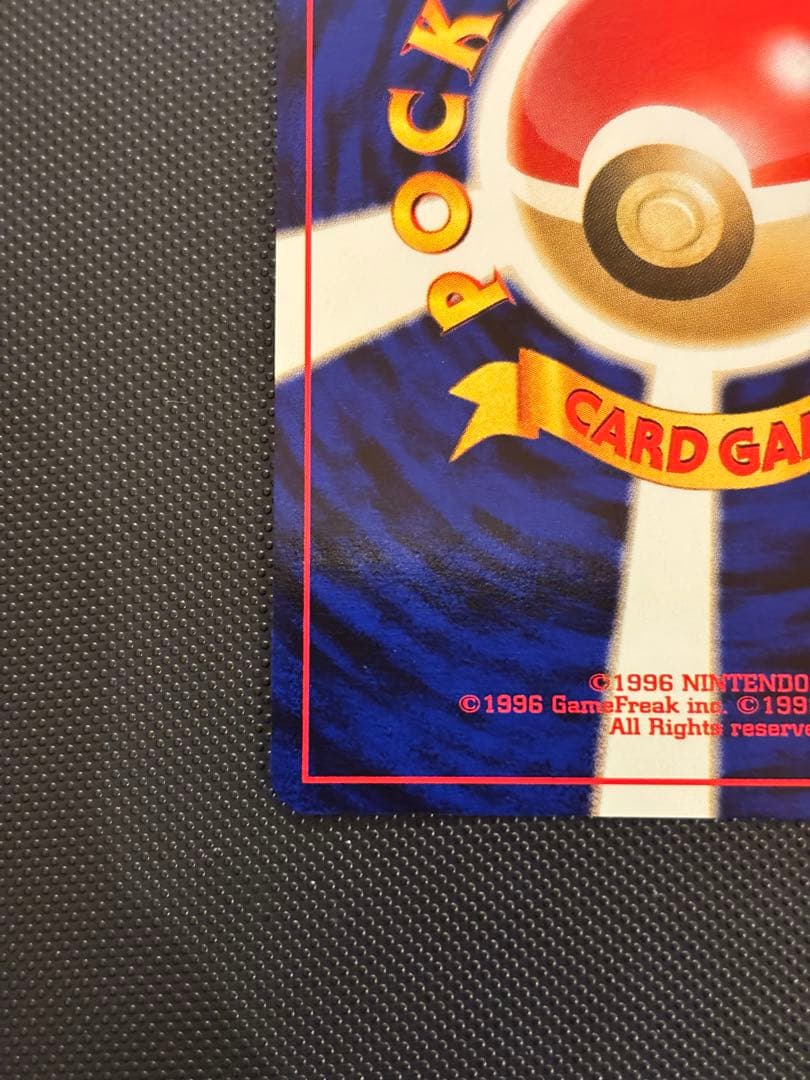 POCK
CARD GA
©1996 NINTENDO
©1996 GameFreak inc. ©199
All Rights reserve